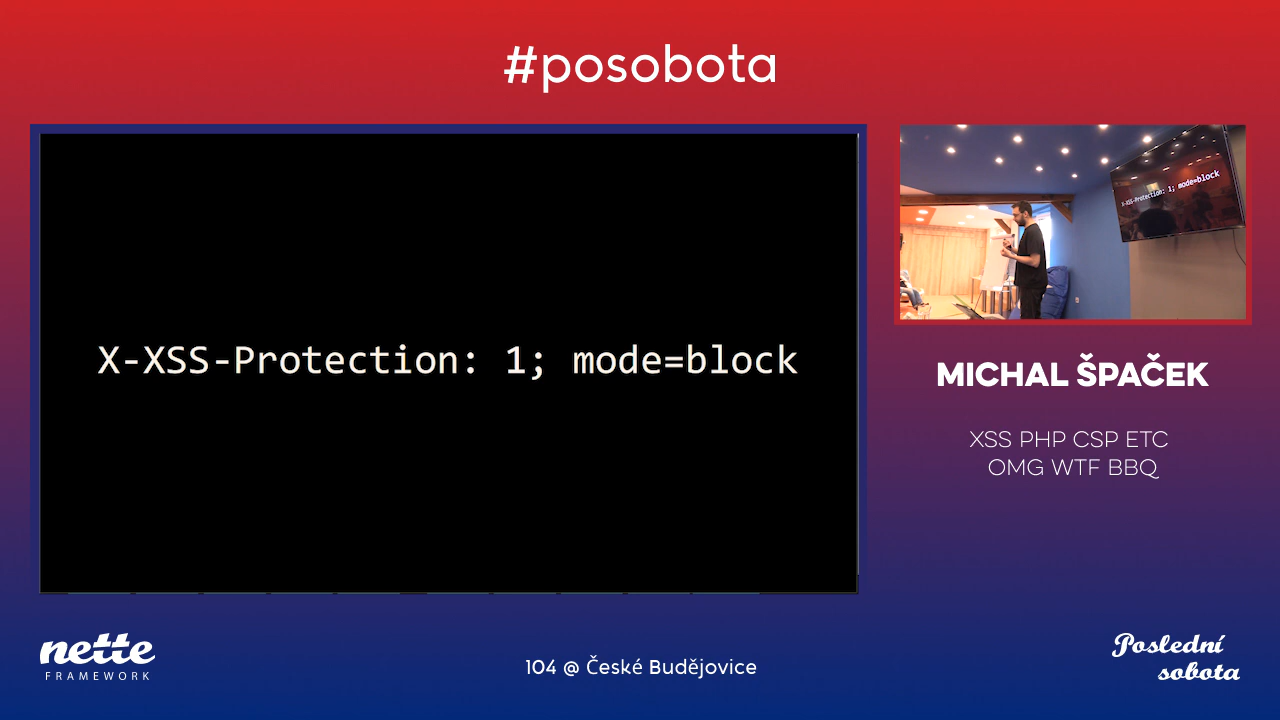 #posobota
X-XSS-Protection: 1; mode=block
X-XSS-Protection: 1; mode=block
MICHAL ŠPAČEK
XSS PHP CSP ETC
OMG WTF BBQ
nette
FRAMEWORK
104 @ České Budějovice
Poslední
sobota